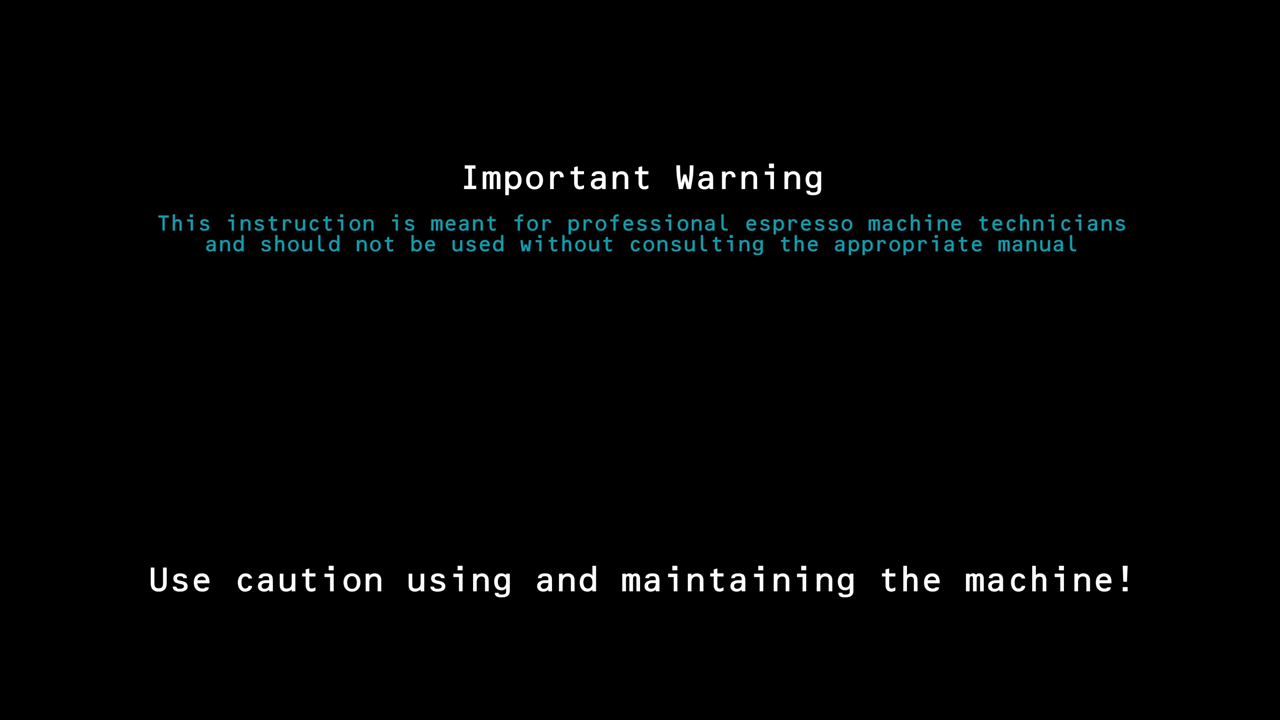 Important Warning
This instruction is meant for professional espresso machine technicians
and should not be used without consulting the appropriate manual
Use caution using and maintaining the machine!